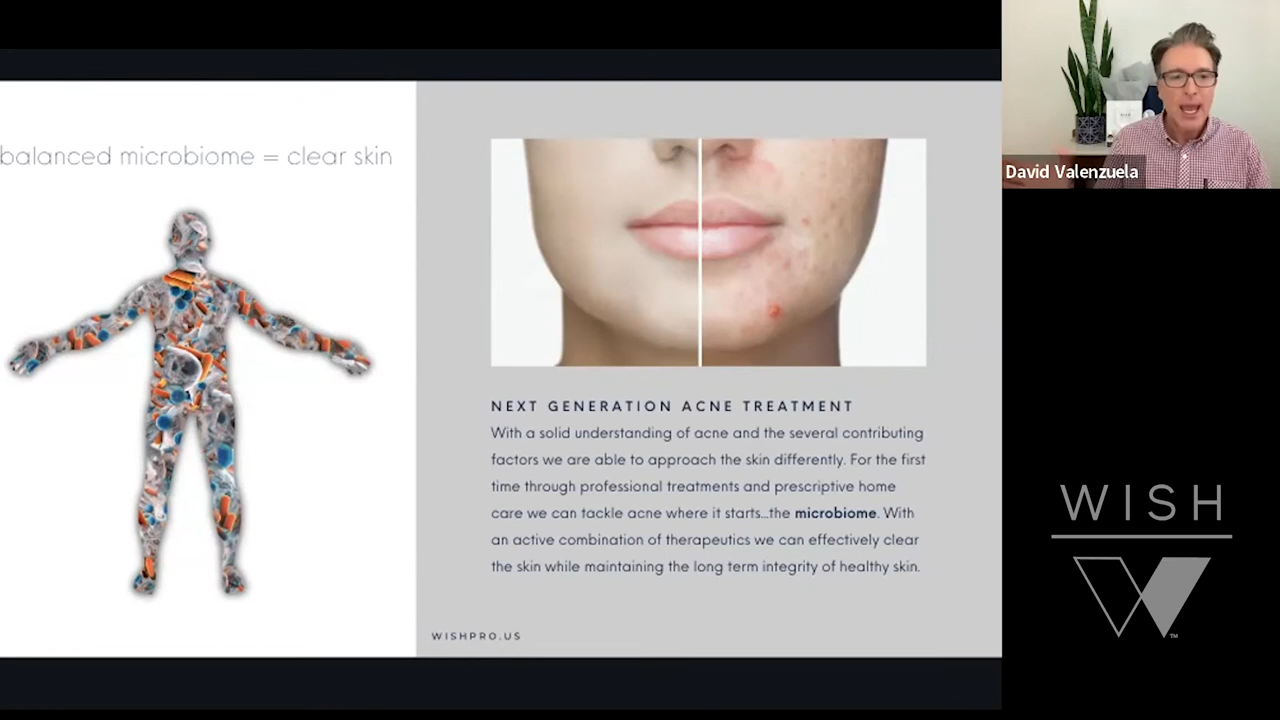 balanced microbiome = clear skin
NEXT GENERATION ACNE TREATMENT
With a solid understanding of acne and the several contributing
factors we are able to approach the skin differently. For the first
time through professional treatments and prescriptive home
care we can tackle acne where it starts...the microbiome. With
an active combination of therapeutics we can effectively clear
the skin while maintaining the long term integrity of healthy skin.
WISHPRO.US
David Valenzuela
WISH
TM